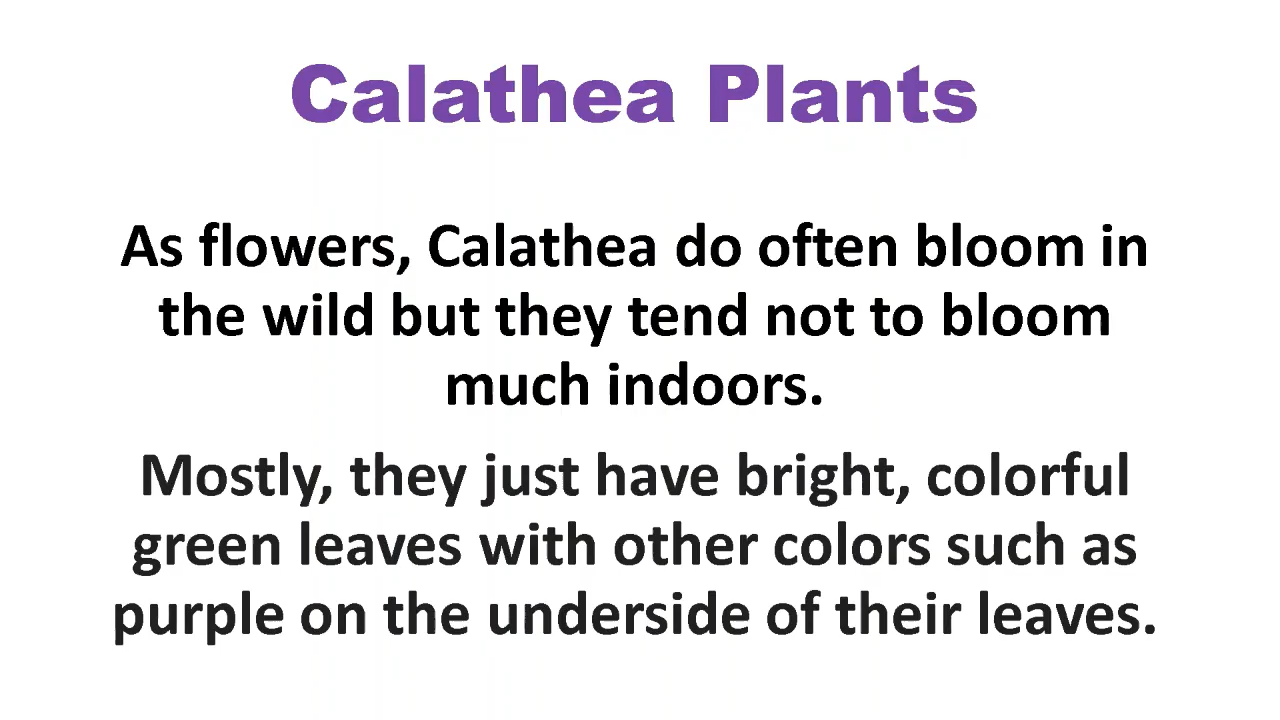 Calathea Plants
As flowers, Calathea do often bloom in
the wild but they tend not to bloom
much indoors.
Mostly, they just have bright, colorful
green leaves with other colors such as
purple on the underside of their leaves.